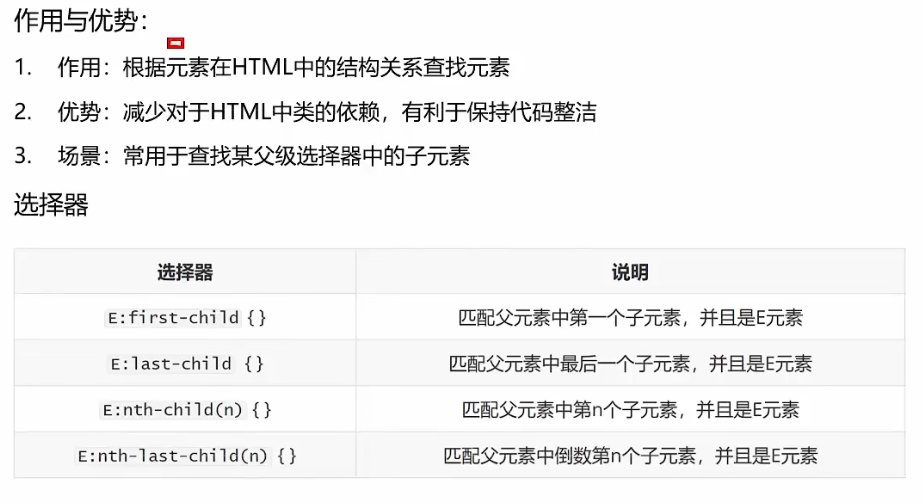 作用与优势：
1. 作用：根据元素在HTML中的结构关系查找元素
2. 优势：减少对于HTML中类的依赖，有利于保持代码整洁
3. 场景：常用于查找某父级选择器中的子元素
选择器
选择器 说明
E:first-child {} 匹配父元素中第一个子元素，并且是E元素
E:last-child {} 匹配父元素中最后一个子元素，并且是E元素
E:nth-child(n) {} 匹配父元素中第n个子元素，并且是E元素
E:nth-last-child(n) {} 匹配父元素中倒数第n个子元素，并且是E元素